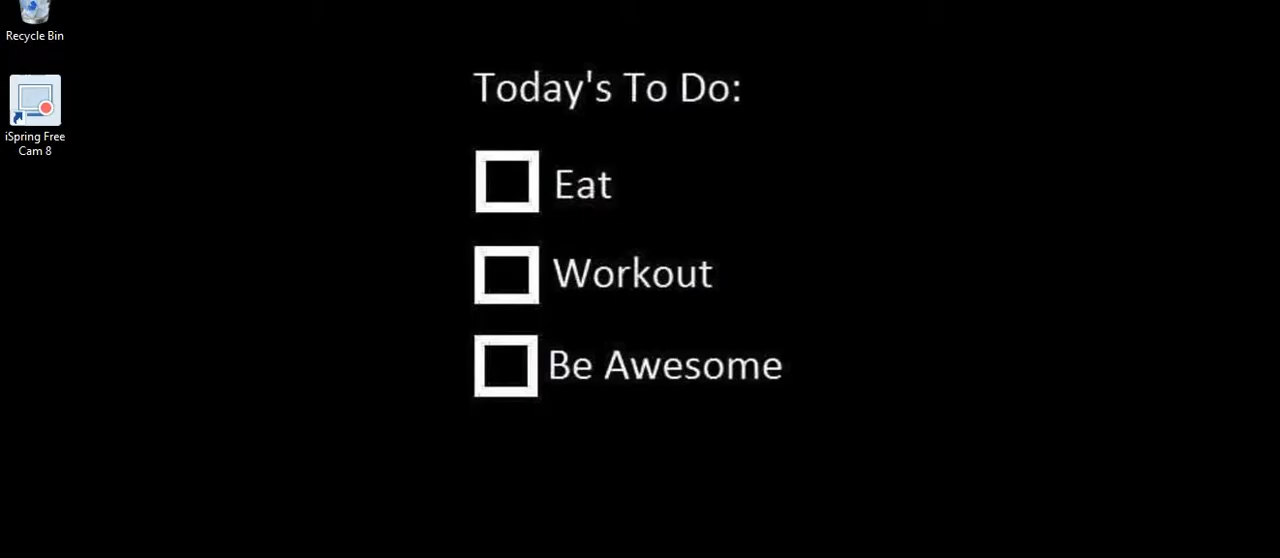 Recycle Bin
iSpring Free
Cam 8
Today's To Do:
Eat
Workout
Be Awesome